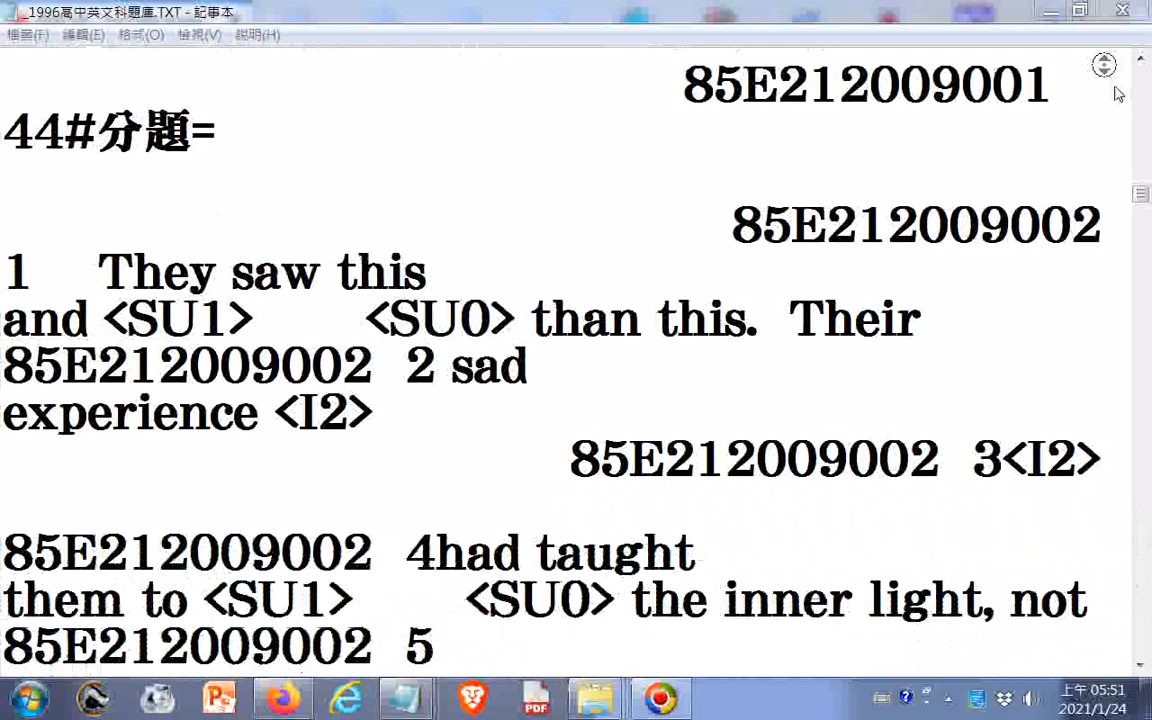 _1996高中英文科題庫.TXT - 記事本
檔案(F) 編輯(E) 格式(O) 檢視(V) 說明(H)
85E212009001
44#分題=
85E212009002
1 They saw this
and <SU1> <SU0> than this. Their
85E212009002 2 sad
experience <I2>
85E212009002 3<I2>
85E212009002 4had taught
them to <SU1> <SU0> the inner light, not
85E212009002 5
PDF
上午 05:51
2021/1/24